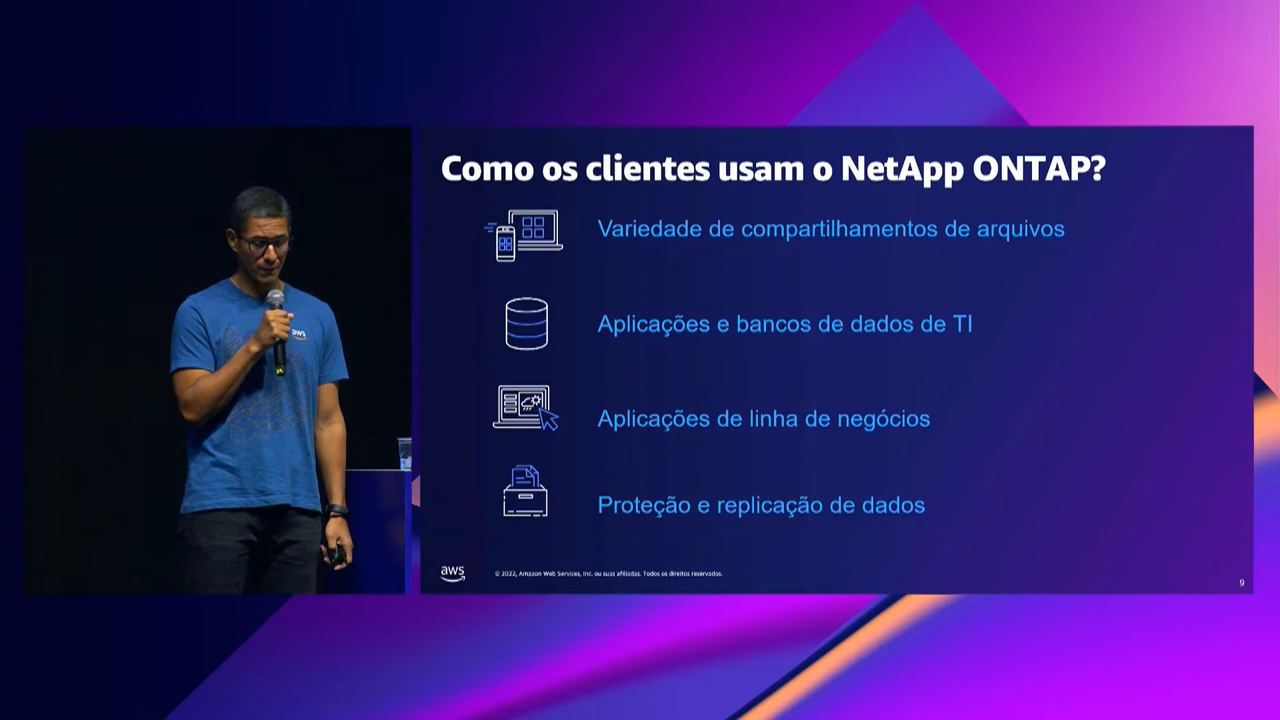 Como os clientes usam o NetApp ONTAP?
Variedade de compartilhamentos de arquivos
Aplicações e bancos de dados de TI
Aplicações de linha de negócios
Proteção e replicação de dados
aws
aws
© 2022, Amazon Web Services, Inc. ou suas afiliadas. Todos os direitos reservados.
9